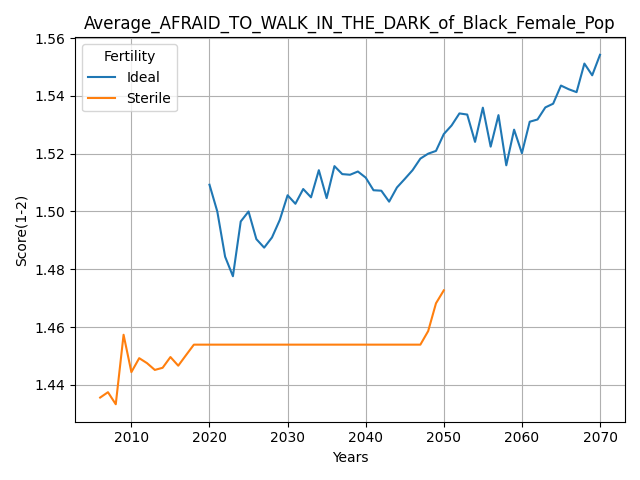 Average_AFRAID_TO_WALK_IN_THE_DARK_of_Black_Female_Pop
Fertility
Ideal
Sterile
Score(1-2)
1.56
1.54
1.52
1.50
1.48
1.46
1.44
2010 2020 2030 2040 2050 2060 2070
Years